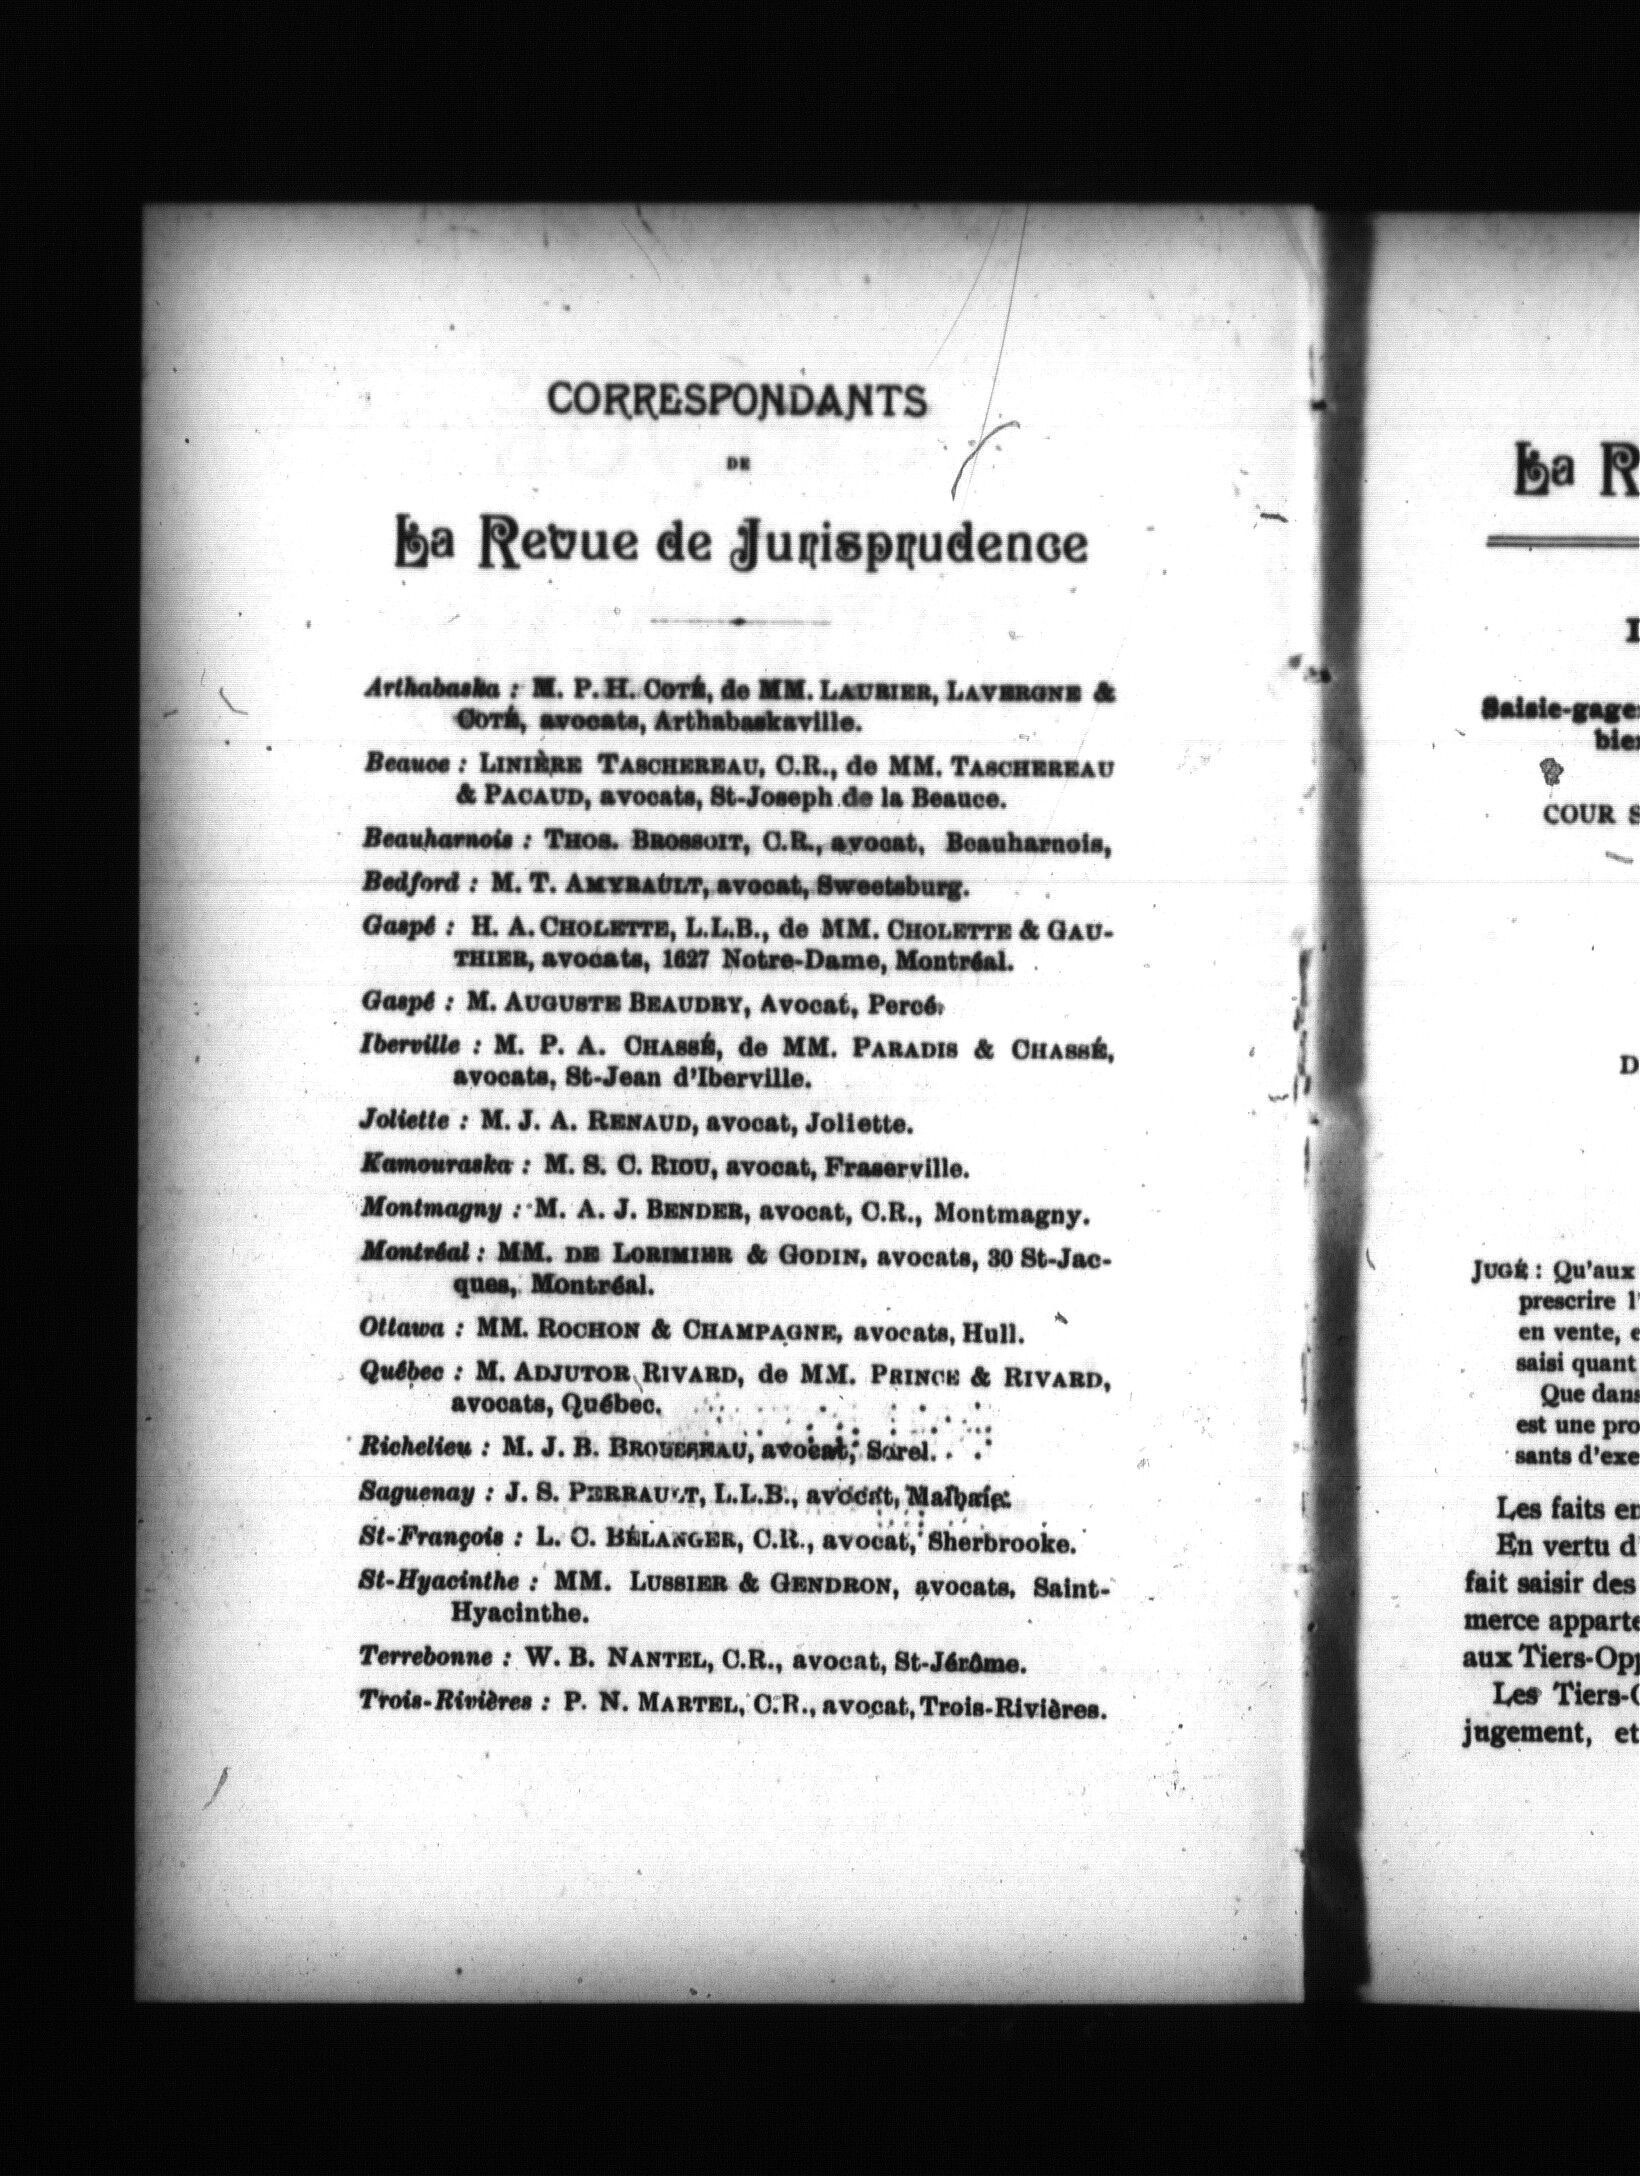 CORRESPONDANTS
DE
La Revue de Jurisprudence
Arthabaska : M. P. H. COTÉ, de MM. LAURIER, LAVERGNE &
COTÉ, avocats, Arthabaskaville.
Beauce : LINIÈRE TASCHEREAU, C.R., de MM. TASCHEREAU
& PACAUD, avocats, St-Joseph de la Beauce.
Beauharnois : THOS. BROSSOIT, C.R., avocat, Beauharnois,
Bedford : M. T. AMYRAULT, avocat, Sweetsburg.
Gaspé : H. A. CHOLETTE, L.L.B., de MM. CHOLETTE & GAU-
THIER, avocats, 1627 Notre-Dame, Montréal.
Gaspé : M. AUGUSTE BEAUDRY, Avocat, Percé.
Iberville : M. P. A. CHASSÉ, de MM. PARADIS & CHASSÉ,
avocats, St-Jean d'Iberville.
Joliette : M. J. A. RENAUD, avocat, Joliette.
Kamouraska : M. S. C. RIOU, avocat, Fraserville.
Montmagny : M. A. J. BENDER, avocat, C.R., Montmagny.
Montréal : MM. DE LORIMIER & GODIN, avocats, 30 St-Jac-
ques, Montréal.
Ottawa : MM. ROCHON & CHAMPAGNE, avocats, Hull.
Québec : M. ADJUTOR RIVARD, de MM. PRINCE & RIVARD,
avocats, Québec.
Richelieu : M. J. B. BROUSSEAU, avocat, Sorel.
Saguenay : J. S. PERRAULT, L.L.B., avocat, Malbaie.
St-François : L. C. BÉLANGER, C.R., avocat, Sherbrooke.
St-Hyacinthe : MM. LUSSIER & GENDRON, avocats, Saint-
Hyacinthe.
Terrebonne : W. B. NANTEL, C.R., avocat, St-Jérôme.
Trois-Rivières : P. N. MARTEL, C.R., avocat, Trois-Rivières.
La R
Saisie-gager
bien
COUR S
D
JUGÉ : Qu'aux
prescrire l'
en vente, e
saisi quant
Que dans
est une pro
sants d'exe
Les faits en
En vertu d'
fait saisir des
merce apparte
aux Tiers-Opp
Les Tiers-O
jugement, et